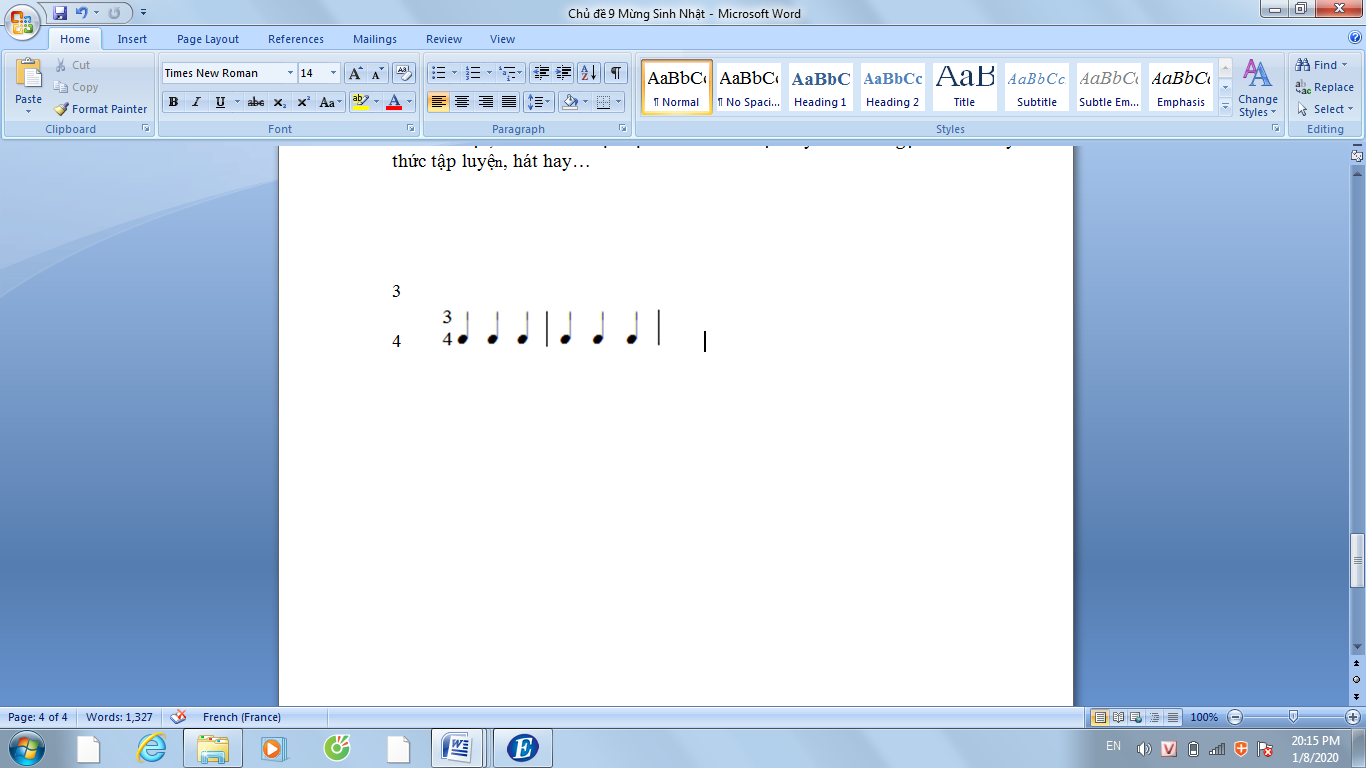 Chủ đề 9 Mừng Sinh Nhật - Microsoft Word
Home Insert Page Layout References Mailings Review View
Paste
Cut
Copy
Format Painter
Clipboard
Times New Roman 14
B I U abc x₂ x² Aa A
Font
Paragraph
AaBbCc AaBbCc AaBbC AaBbCc AaB AaBbCc AaBbCc AaBbCc
¶ Normal ¶ No Spaci... Heading 1 Heading 2 Title Subtitle Subtle Em... Emphasis
Change Styles
Styles
Find
Replace
Select
Editing
thức tập luyện, hát hay…
3
4
3
4
Page: 4 of 4 Words: 1,327 French (France) 100%
EN 20:15 PM
1/8/2020